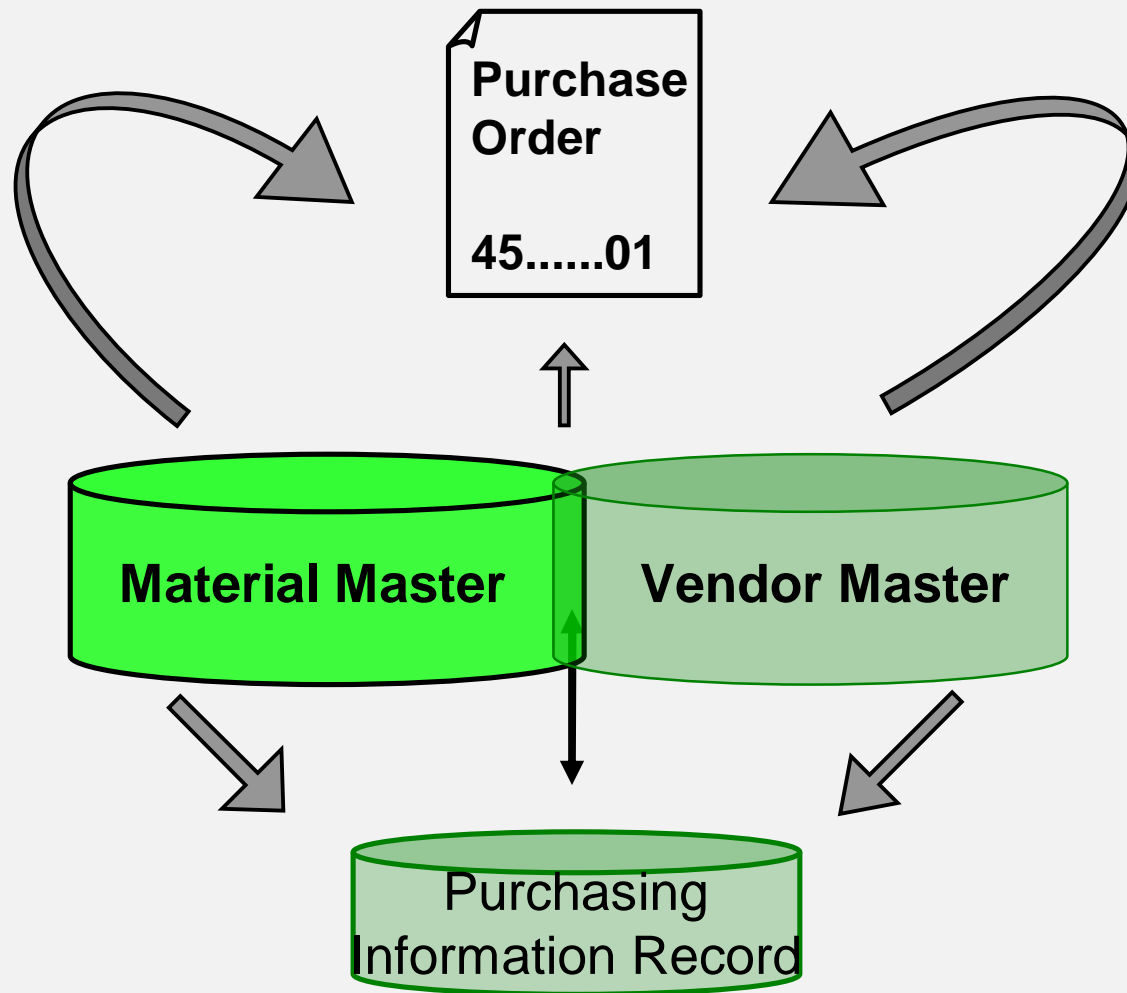 Purchase
Order
45......01
Material Master
Vendor Master
Purchasing
Information Record